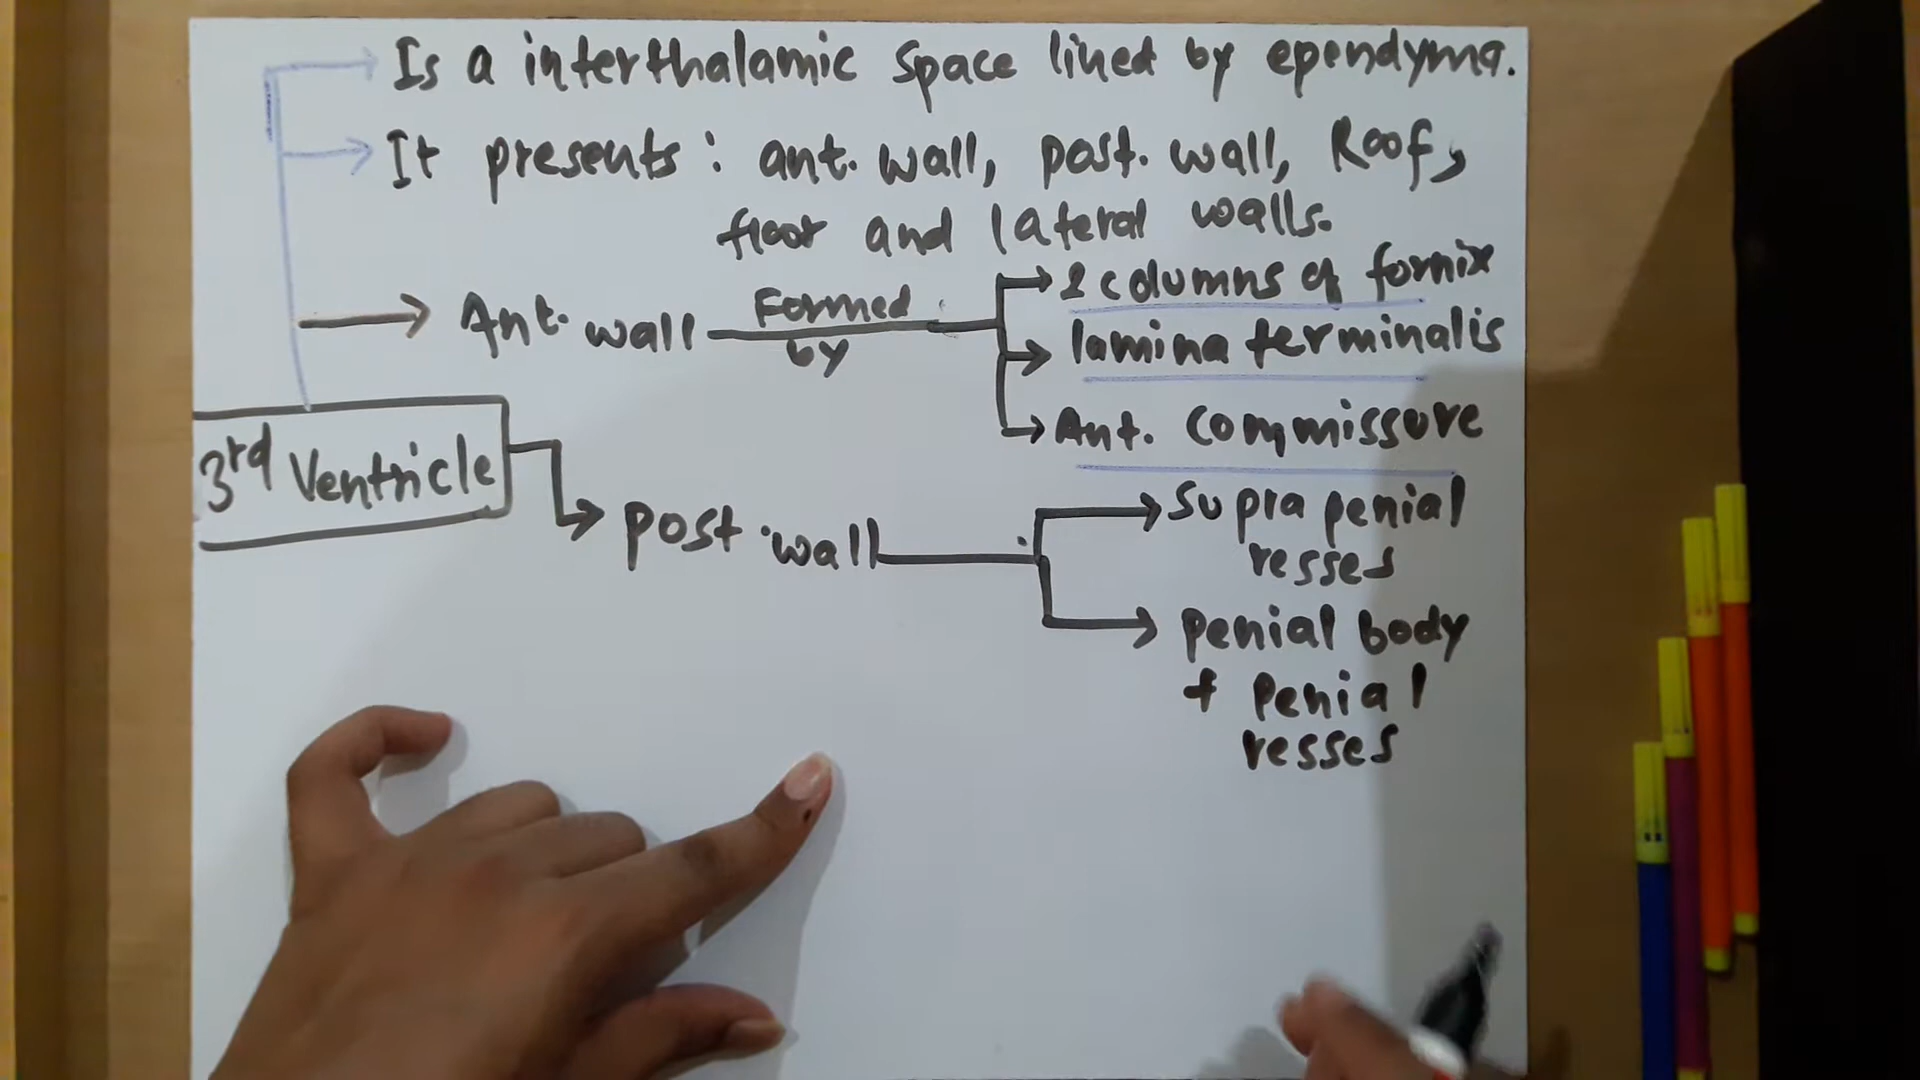 Is a interthalamic space lined by ependyma.
It presents : ant. wall, post. wall, Roof,
floor and lateral walls.
Ant. wall Formed by
2 columns of fornix
lamina terminalis
Ant. commissure
3rd Ventricle
post. wall
Supra penial
resses
penial body
+ Penial
resses